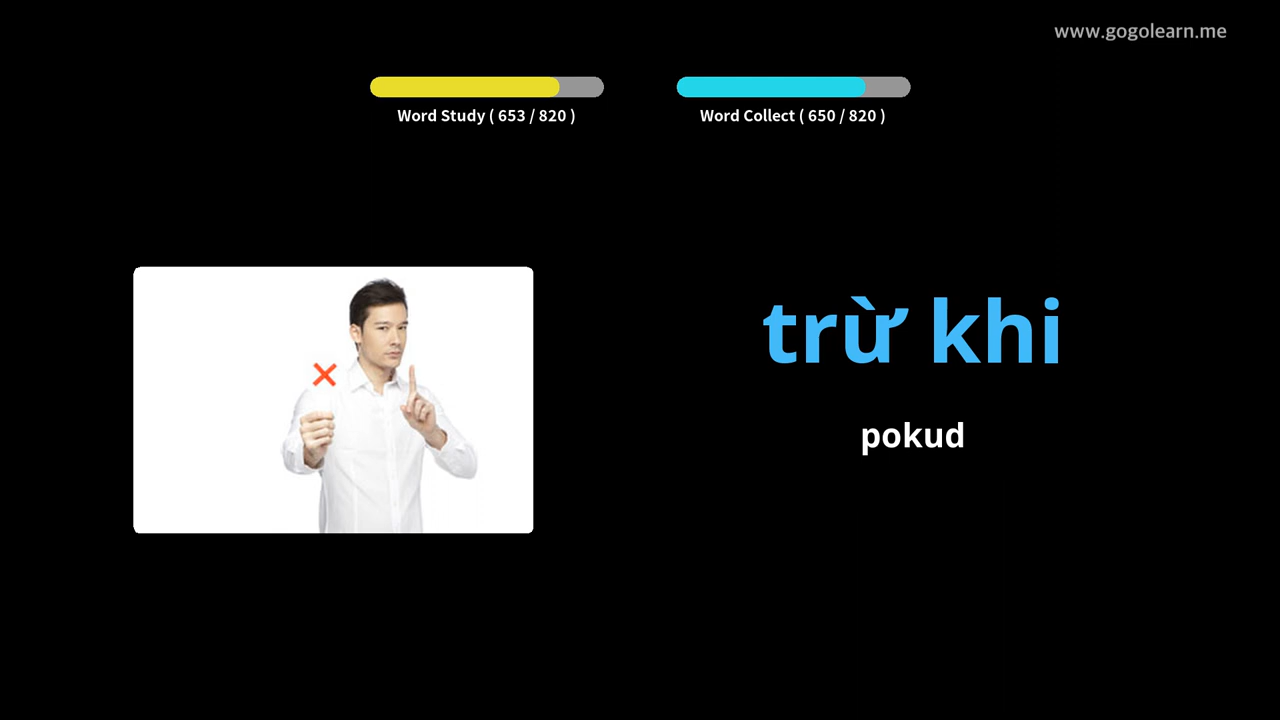 www.gogolearn.me
Word Study ( 653 / 820 )
Word Collect ( 650 / 820 )
trừ khi
pokud